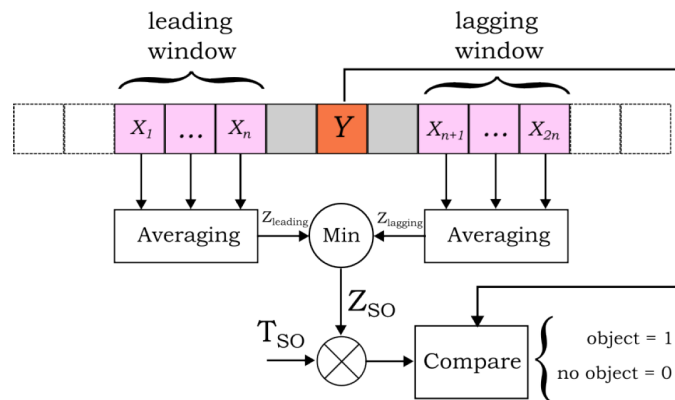 leading
window
lagging
window
X1 ... Xn Y Xn+1 ... X2n
Averaging
Zleading
Min
Zlagging
Averaging
ZSO
TSO
Compare
object = 1
no object = 0